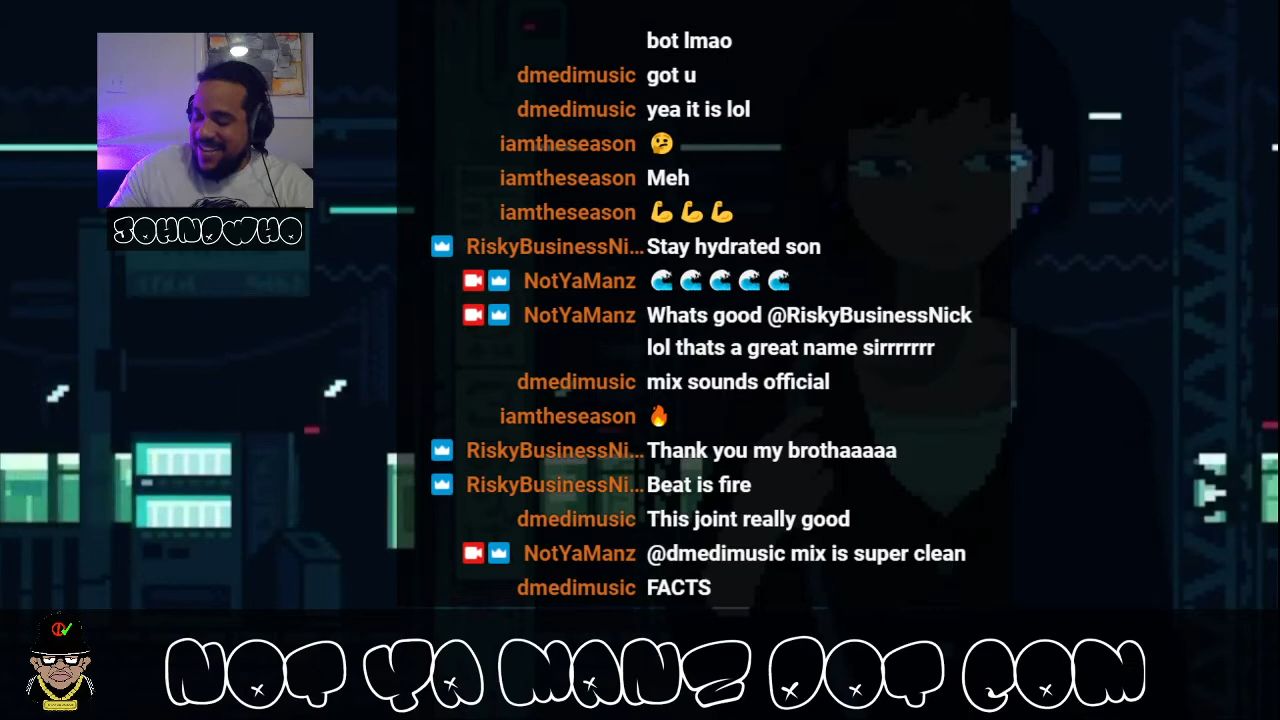 bot lmao
dmedimusic got u
dmedimusic yea it is lol
iamtheseason 🤔
iamtheseason Meh
iamtheseason 💪💪💪
RiskyBusinessNi... Stay hydrated son
NotYaManz 🌊🌊🌊🌊🌊
NotYaManz Whats good @RiskyBusinessNick
lol thats a great name sirrrrrrr
dmedimusic mix sounds official
iamtheseason 🔥
RiskyBusinessNi... Thank you my brothaaaaa
RiskyBusinessNi... Beat is fire
dmedimusic This joint really good
NotYaManz @dmedimusic mix is super clean
dmedimusic FACTS
JOHNDWHO
NOT YA MANZ DOT COM